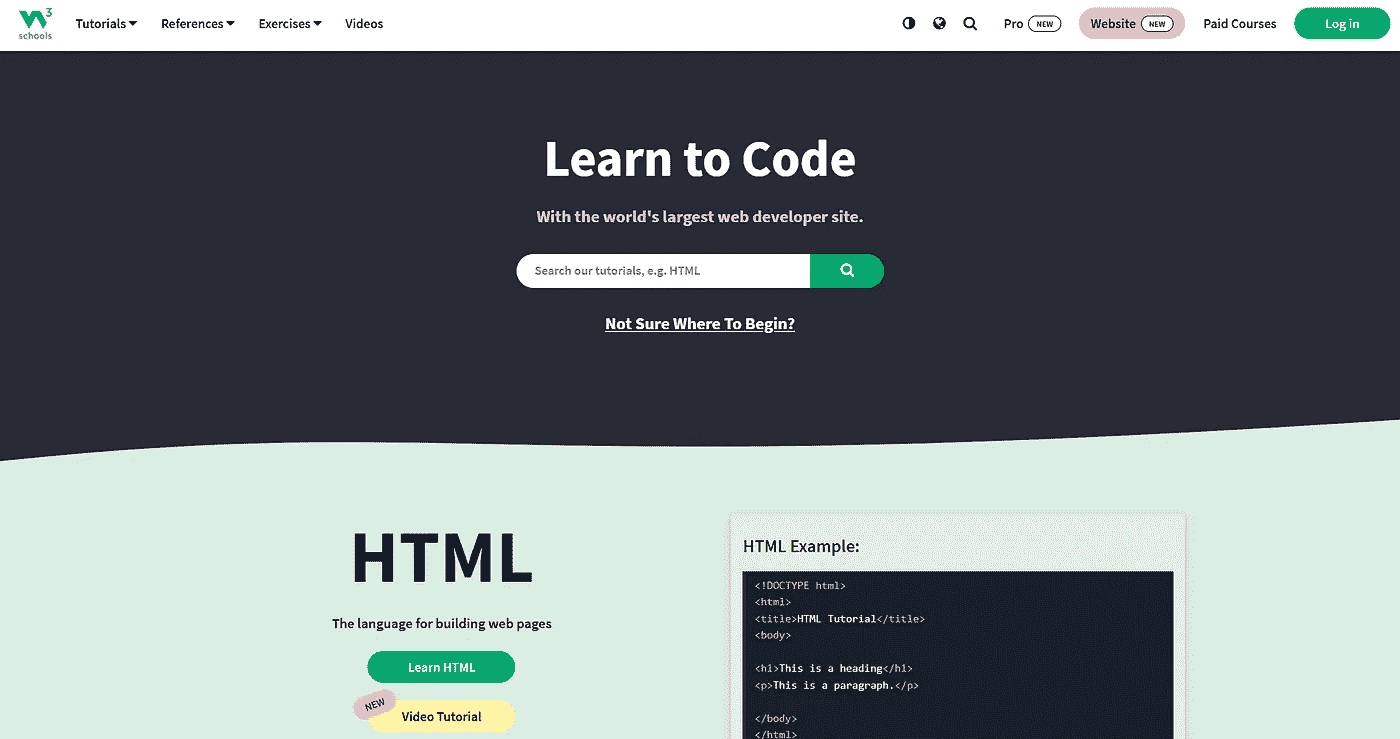 W3 schools
Tutorials References Exercises Videos Pro NEW Website NEW Paid Courses Log in
Learn to Code
With the world's largest web developer site.
Search our tutorials, e.g. HTML
Not Sure Where To Begin?
HTML
The language for building web pages
Learn HTML
NEW
Video Tutorial
HTML Example:
<!DOCTYPE html>
<html>
<title>HTML Tutorial</title>
<body>
<h1>This is a heading</h1>
<p>This is a paragraph.</p>
</body>
</html>